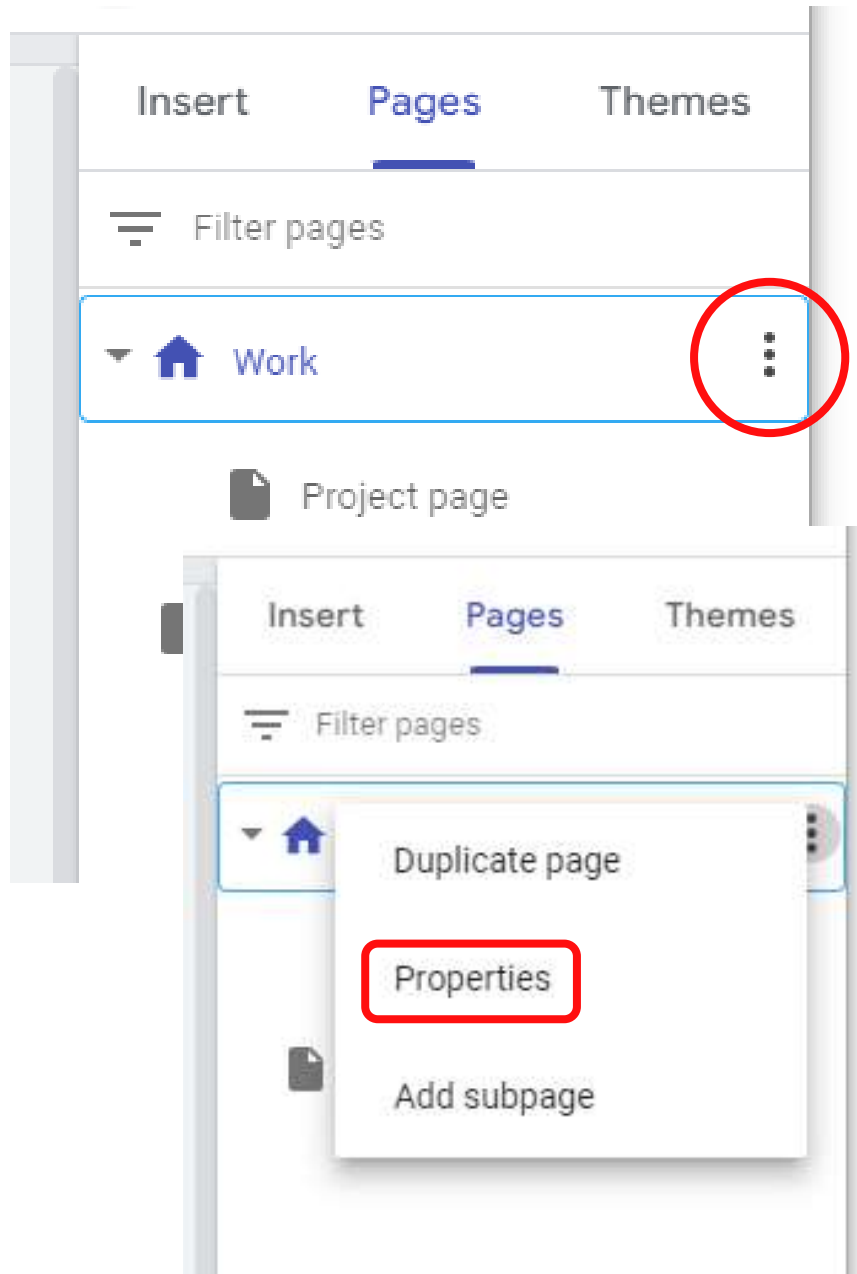 Insert Pages Themes
Filter pages
Work
Project page
Insert Pages Themes
Filter pages
Duplicate page
Properties
Add subpage